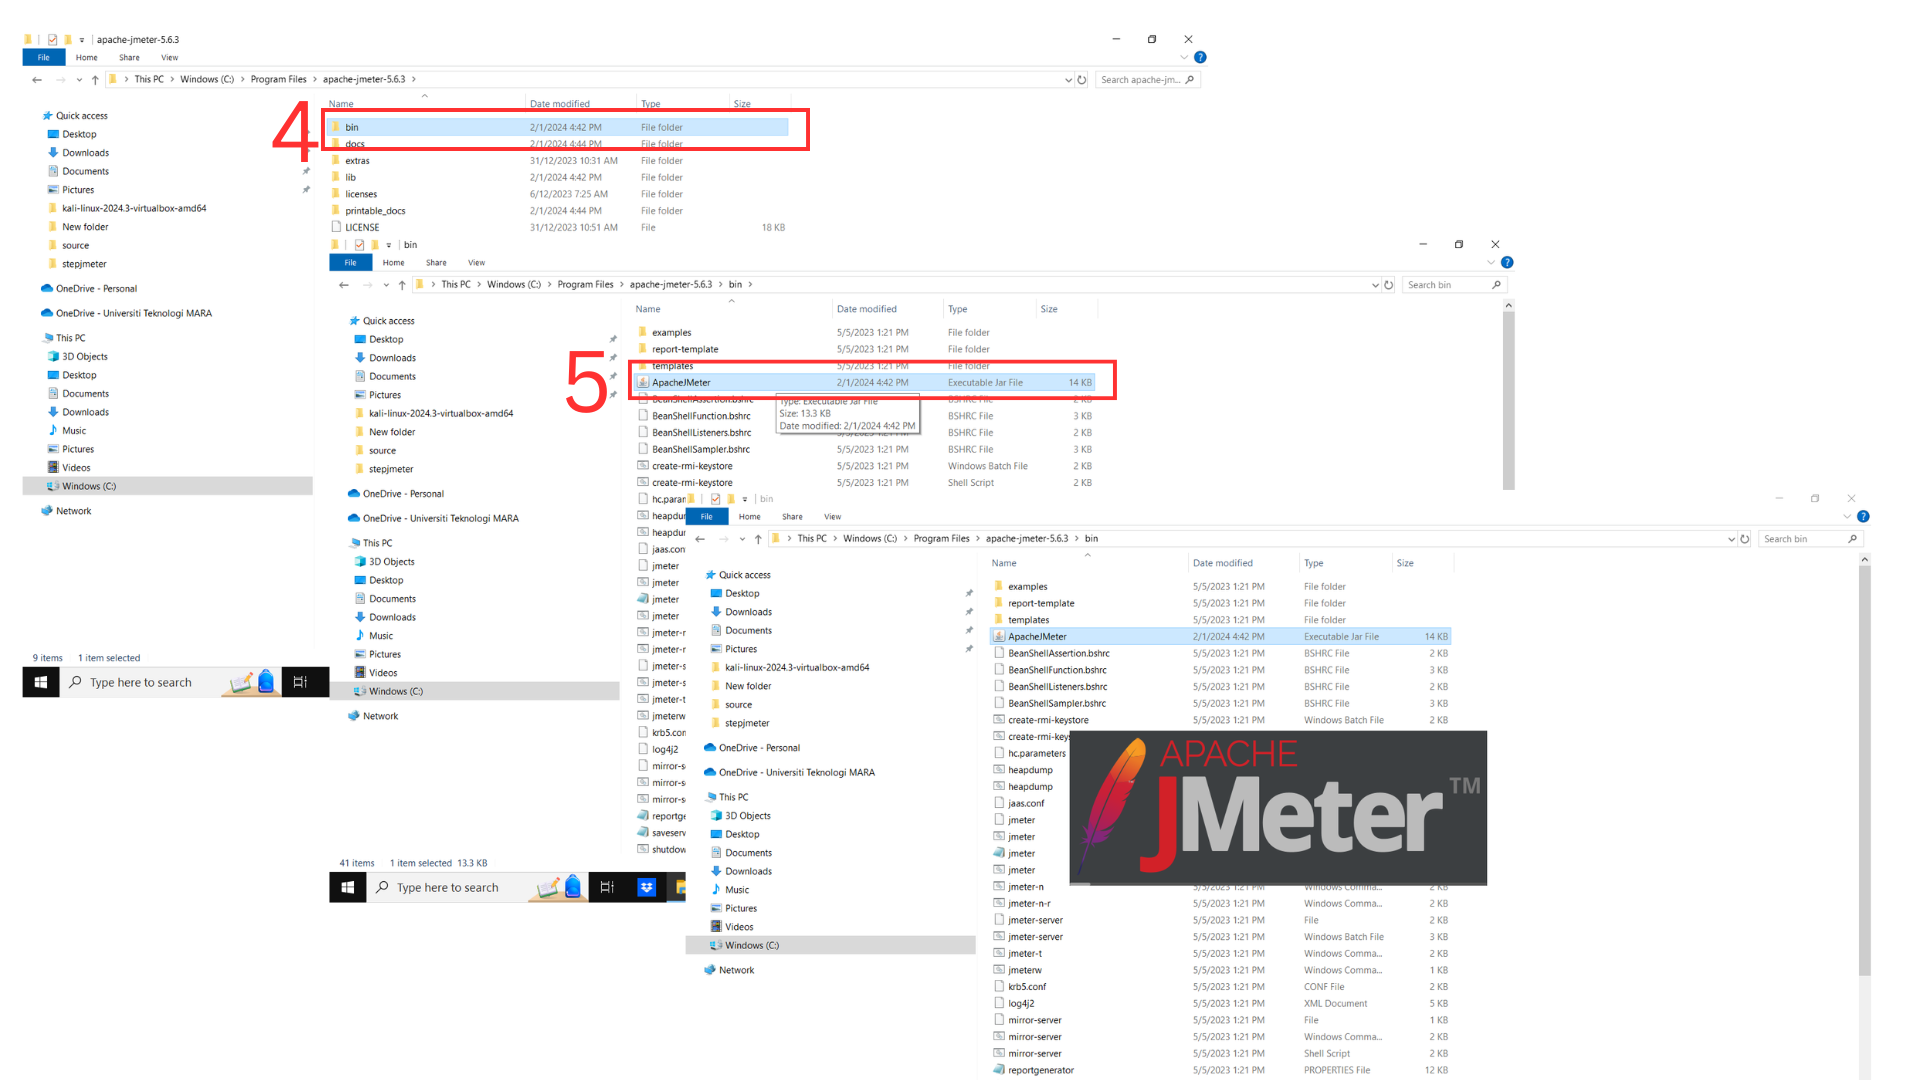 apache-jmeter-5.6.3
File Home Share View
This PC > Windows (C:) > Program Files > apache-jmeter-5.6.3 >
Search apache-jm...
Quick access
Desktop
Downloads
Documents
Pictures
kali-linux-2024.3-virtualbox-amd64
New folder
source
stepjmeter
OneDrive - Personal
OneDrive - Universiti Teknologi MARA
This PC
3D Objects
Desktop
Documents
Downloads
Music
Pictures
Videos
Windows (C:)
Network
4
Name Date modified Type Size
bin 2/1/2024 4:42 PM File folder
docs 2/1/2024 4:44 PM File folder
extras 31/12/2023 10:31 AM File folder
lib 2/1/2024 4:42 PM File folder
licenses 6/12/2023 7:25 AM File folder
printable_docs 2/1/2024 4:44 PM File folder
LICENSE 31/12/2023 10:51 AM File 18 KB
9 items 1 item selected
Type here to search
bin
File Home Share View
This PC > Windows (C:) > Program Files > apache-jmeter-5.6.3 > bin >
Search bin
Quick access
Desktop
Downloads
Documents
Pictures
kali-linux-2024.3-virtualbox-amd64
New folder
source
stepjmeter
OneDrive - Personal
OneDrive - Universiti Teknologi MARA
This PC
3D Objects
Desktop
Documents
Downloads
Music
Pictures
Videos
Windows (C:)
Network
5
Name Date modified Type Size
examples 5/5/2023 1:21 PM File folder
report-template 5/5/2023 1:21 PM File folder
templates 5/5/2023 1:21 PM File folder
ApacheJMeter 2/1/2024 4:42 PM Executable Jar File 14 KB
BeanShellAssertion.bshrc BSHRC File 2 KB
Type: Executable Jar File
Size: 13.3 KB
Date modified: 2/1/2024 4:42 PM
BeanShellFunction.bshrc BSHRC File 3 KB
BeanShellListeners.bshrc 5/5/2023 1:21 PM BSHRC File 2 KB
BeanShellSampler.bshrc 5/5/2023 1:21 PM BSHRC File 3 KB
create-rmi-keystore 5/5/2023 1:21 PM Windows Batch File 2 KB
create-rmi-keystore 5/5/2023 1:21 PM Shell Script 2 KB
hc.param
heapdu
heapdu
jaas.con
jmeter
jmeter
jmeter
jmeter
jmeter-r
jmeter-r
jmeter-s
jmeter-s
jmeter-t
jmeterw
krb5.con
log4j2
mirror-s
mirror-s
mirror-s
reportge
saveserv
shutdow
41 items 1 item selected 13.3 KB
Type here to search
bin
File Home Share View
This PC > Windows (C:) > Program Files > apache-jmeter-5.6.3 > bin
Search bin
Quick access
Desktop
Downloads
Documents
Pictures
kali-linux-2024.3-virtualbox-amd64
New folder
source
stepjmeter
OneDrive - Personal
OneDrive - Universiti Teknologi MARA
This PC
3D Objects
Desktop
Documents
Downloads
Music
Pictures
Videos
Windows (C:)
Network
Name Date modified Type Size
examples 5/5/2023 1:21 PM File folder
report-template 5/5/2023 1:21 PM File folder
templates 5/5/2023 1:21 PM File folder
ApacheJMeter 2/1/2024 4:42 PM Executable Jar File 14 KB
BeanShellAssertion.bshrc 5/5/2023 1:21 PM BSHRC File 2 KB
BeanShellFunction.bshrc 5/5/2023 1:21 PM BSHRC File 3 KB
BeanShellListeners.bshrc 5/5/2023 1:21 PM BSHRC File 2 KB
BeanShellSampler.bshrc 5/5/2023 1:21 PM BSHRC File 3 KB
create-rmi-keystore 5/5/2023 1:21 PM Windows Batch File 2 KB
create-rmi-keys
hc.parameters
heapdump
heapdump
jaas.conf
jmeter
jmeter
jmeter
jmeter
APACHE
JMeter TM
jmeter-n 5/5/2023 1:21 PM Windows Comma... 2 KB
jmeter-n-r 5/5/2023 1:21 PM Windows Comma... 2 KB
jmeter-server 5/5/2023 1:21 PM File 2 KB
jmeter-server 5/5/2023 1:21 PM Windows Batch File 3 KB
jmeter-t 5/5/2023 1:21 PM Windows Comma... 2 KB
jmeterw 5/5/2023 1:21 PM Windows Comma... 1 KB
krb5.conf 5/5/2023 1:21 PM CONF File 2 KB
log4j2 5/5/2023 1:21 PM XML Document 5 KB
mirror-server 5/5/2023 1:21 PM File 1 KB
mirror-server 5/5/2023 1:21 PM Windows Comma... 2 KB
mirror-server 5/5/2023 1:21 PM Shell Script 2 KB
reportgenerator 5/5/2023 1:21 PM PROPERTIES File 12 KB